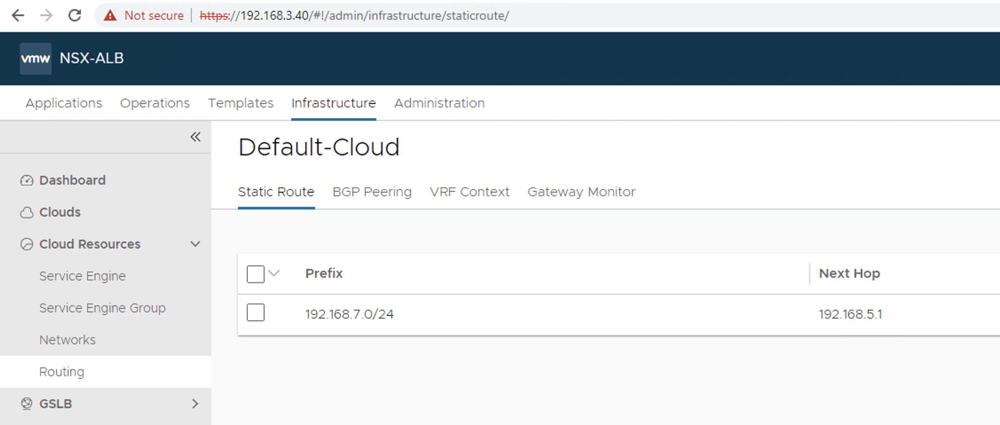 Not secure | https://192.168.3.40/#!/admin/infrastructure/staticroute/
vmw NSX-ALB
Applications Operations Templates Infrastructure Administration
Default-Cloud
Static Route BGP Peering VRF Context Gateway Monitor
Dashboard
Clouds
Cloud Resources
Service Engine
Service Engine Group
Networks
Routing
GSLB
Prefix Next Hop
192.168.7.0/24 192.168.5.1